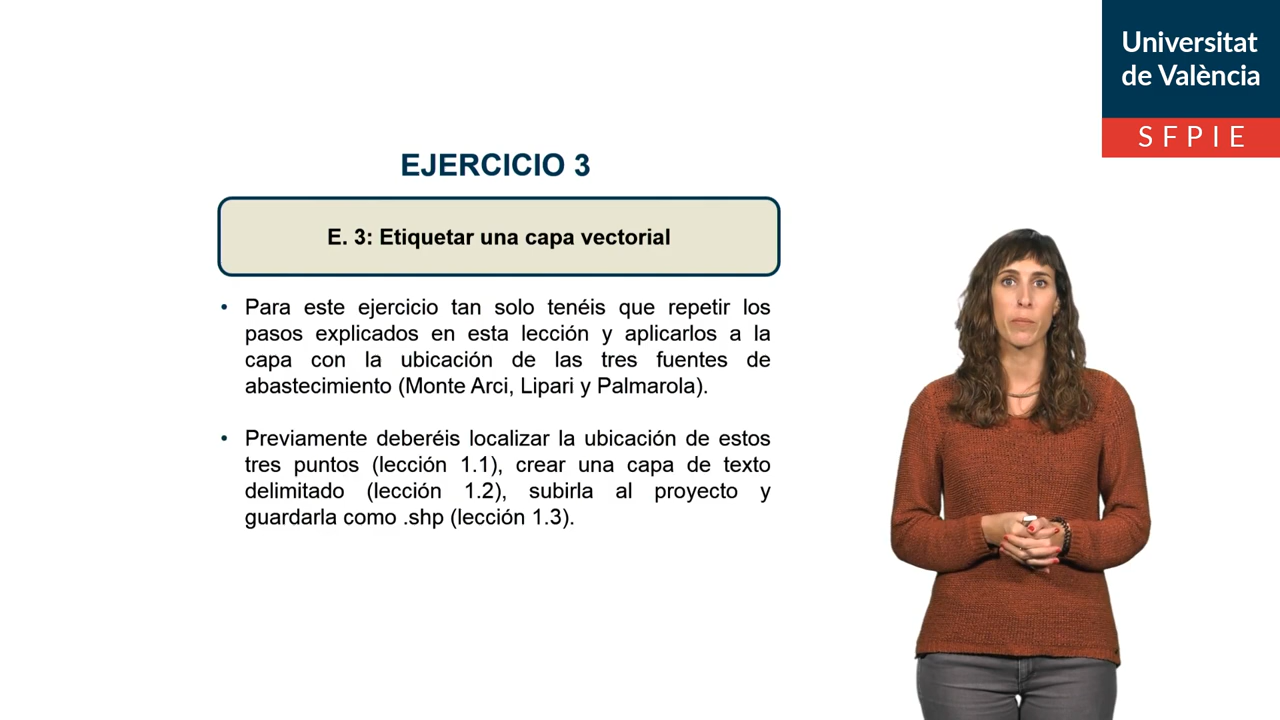 Universitat
de València
SFPIE
EJERCICIO 3
E. 3: Etiquetar una capa vectorial
• Para este ejercicio tan solo tenéis que repetir los
pasos explicados en esta lección y aplicarlos a la
capa con la ubicación de las tres fuentes de
abastecimiento (Monte Arci, Lipari y Palmarola).
• Previamente deberéis localizar la ubicación de estos
tres puntos (lección 1.1), crear una capa de texto
delimitado (lección 1.2), subirla al proyecto y
guardarla como .shp (lección 1.3).